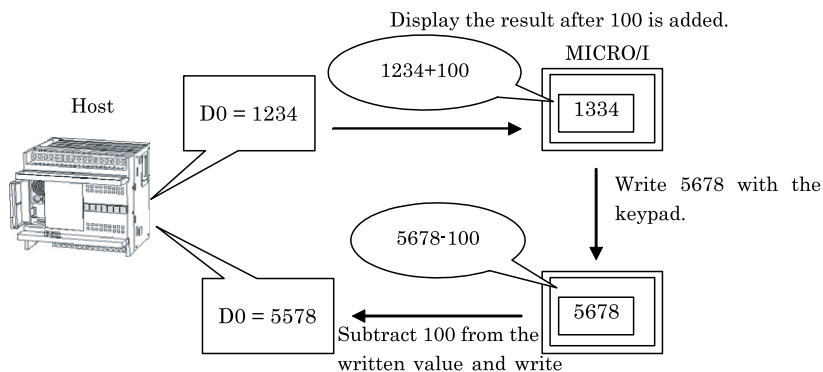 Display the result after 100 is added.
MICRO/I
1234+100
Host
D0 = 1234
1334
Write 5678 with the
keypad.
5678-100
5678
D0 = 5578
Subtract 100 from the
written value and write